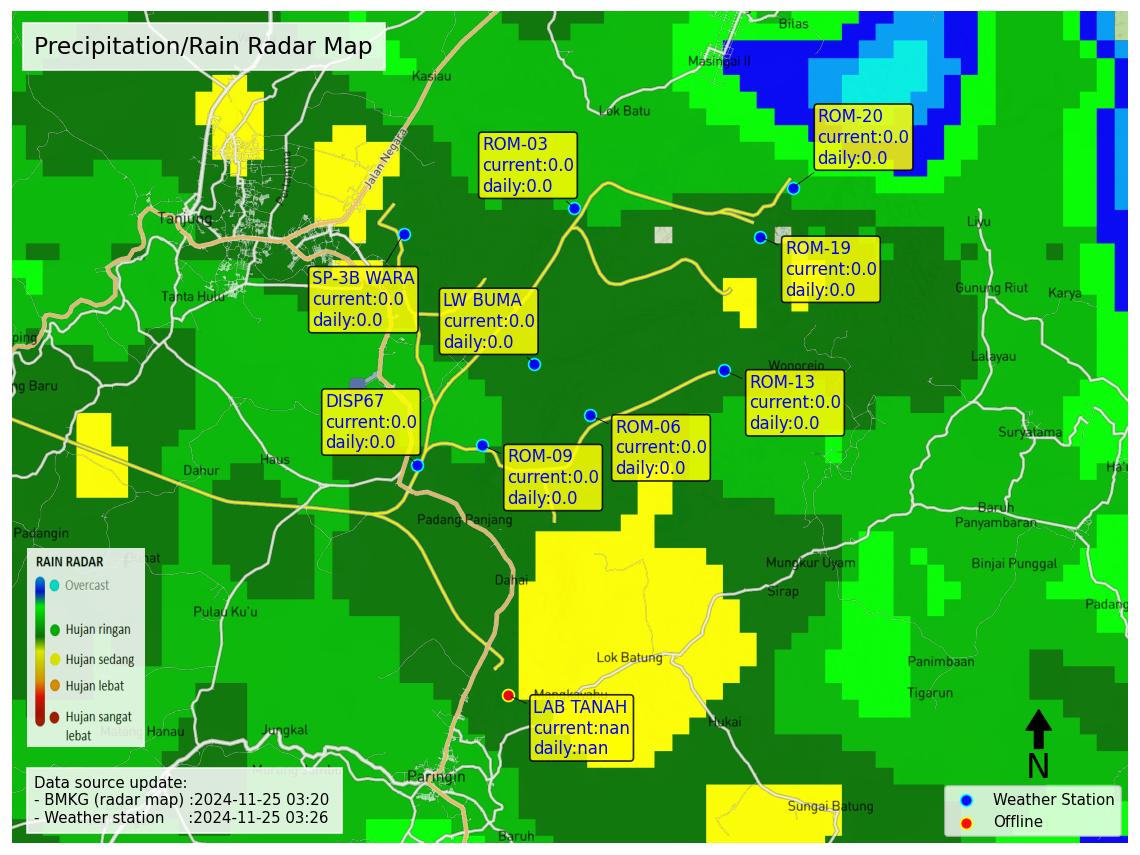 Precipitation/Rain Radar Map
Bilas
Masingai II
Kasiau
Lok Batu
Jalan Negara
ROM-20
current:0.0
daily:0.0
ROM-03
current:0.0
daily:0.0
Tanjung
Liyu
ROM-19
current:0.0
daily:0.0
SP-3B WARA
current:0.0
daily:0.0
LW BUMA
current:0.0
daily:0.0
Tanta Hulu
Gunung Riut
Karya
ping
Lalayau
Wonorejo
ng Baru
ROM-13
current:0.0
daily:0.0
DISP67
current:0.0
daily:0.0
ROM-06
current:0.0
daily:0.0
Suryatama
ROM-09
current:0.0
daily:0.0
Haus
Dahur
Ha'u
Baruh
Panyambaran
Padang Panjang
Padangin
Mungkur Uyam
Binjai Punggal
Dahai
Sirap
Padang
Pulau Ku'u
RAIN RADAR
Overcast
Hujan ringan
Hujan sedang
Hujan lebat
Hujan sangat
lebat
Lok Batung
Panimbaan
Tigarun
Mangkayahu
LAB TANAH
current:nan
daily:nan
Hukai
Jungkal
Paringin
N
Data source update:
- BMKG (radar map) :2024-11-25 03:20
- Weather station :2024-11-25 03:26
Sungai Batung
Baruh
Weather Station
Offline